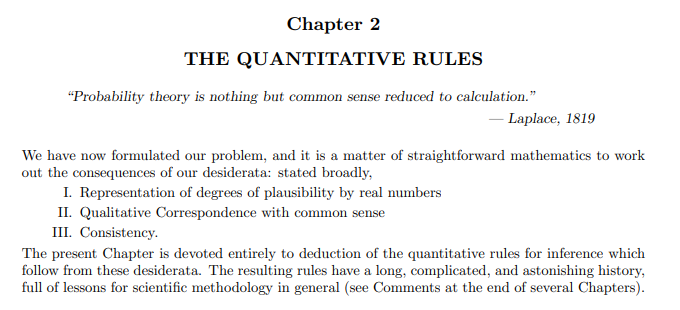 Chapter 2
THE QUANTITATIVE RULES
“Probability theory is nothing but common sense reduced to calculation.”
— Laplace, 1819
We have now formulated our problem, and it is a matter of straightforward mathematics to work
out the consequences of our desiderata: stated broadly,
I. Representation of degrees of plausibility by real numbers
II. Qualitative Correspondence with common sense
III. Consistency.
The present Chapter is devoted entirely to deduction of the quantitative rules for inference which
follow from these desiderata. The resulting rules have a long, complicated, and astonishing history,
full of lessons for scientific methodology in general (see Comments at the end of several Chapters).